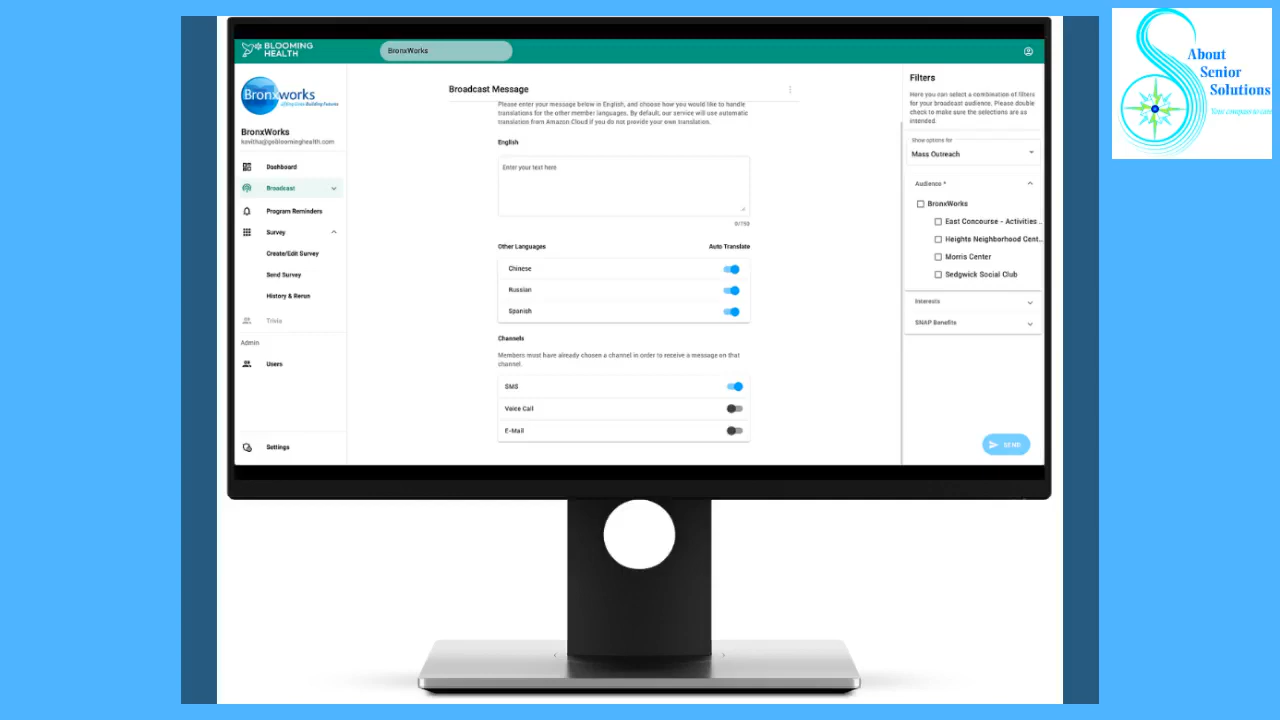 BLOOMING
HEALTH
BronxWorks
About
Senior
Solutions
Bronxworks
BronxWorks
kavitha@gobloominghealth.com
Dashboard
Broadcast
Program Reminders
Survey
Create/Edit Survey
Send Survey
History & Rerun
Trivia
Admin
Users
Settings
Broadcast Message
Please enter your message below in English, and choose how you would like to handle
translations for the other member languages. By default, our service will use automatic
translation from Amazon Cloud if you do not provide your own translation.
English
Enter your text here
0/750
Other Languages Auto Translate
Chinese
Russian
Spanish
Channels
Members must have already chosen a channel in order to receive a message on that
channel.
SMS
Voice Call
E-Mail
Filters
Here you can select a combination of filters
for your broadcast audience. Please double
check to make sure the selections are as
intended.
Show options for
Mass Outreach
Audience *
BronxWorks
East Concourse - Activities ..
Heights Neighborhood Cent...
Morris Center
Sedgwick Social Club
Interests
SNAP Benefits
SEND